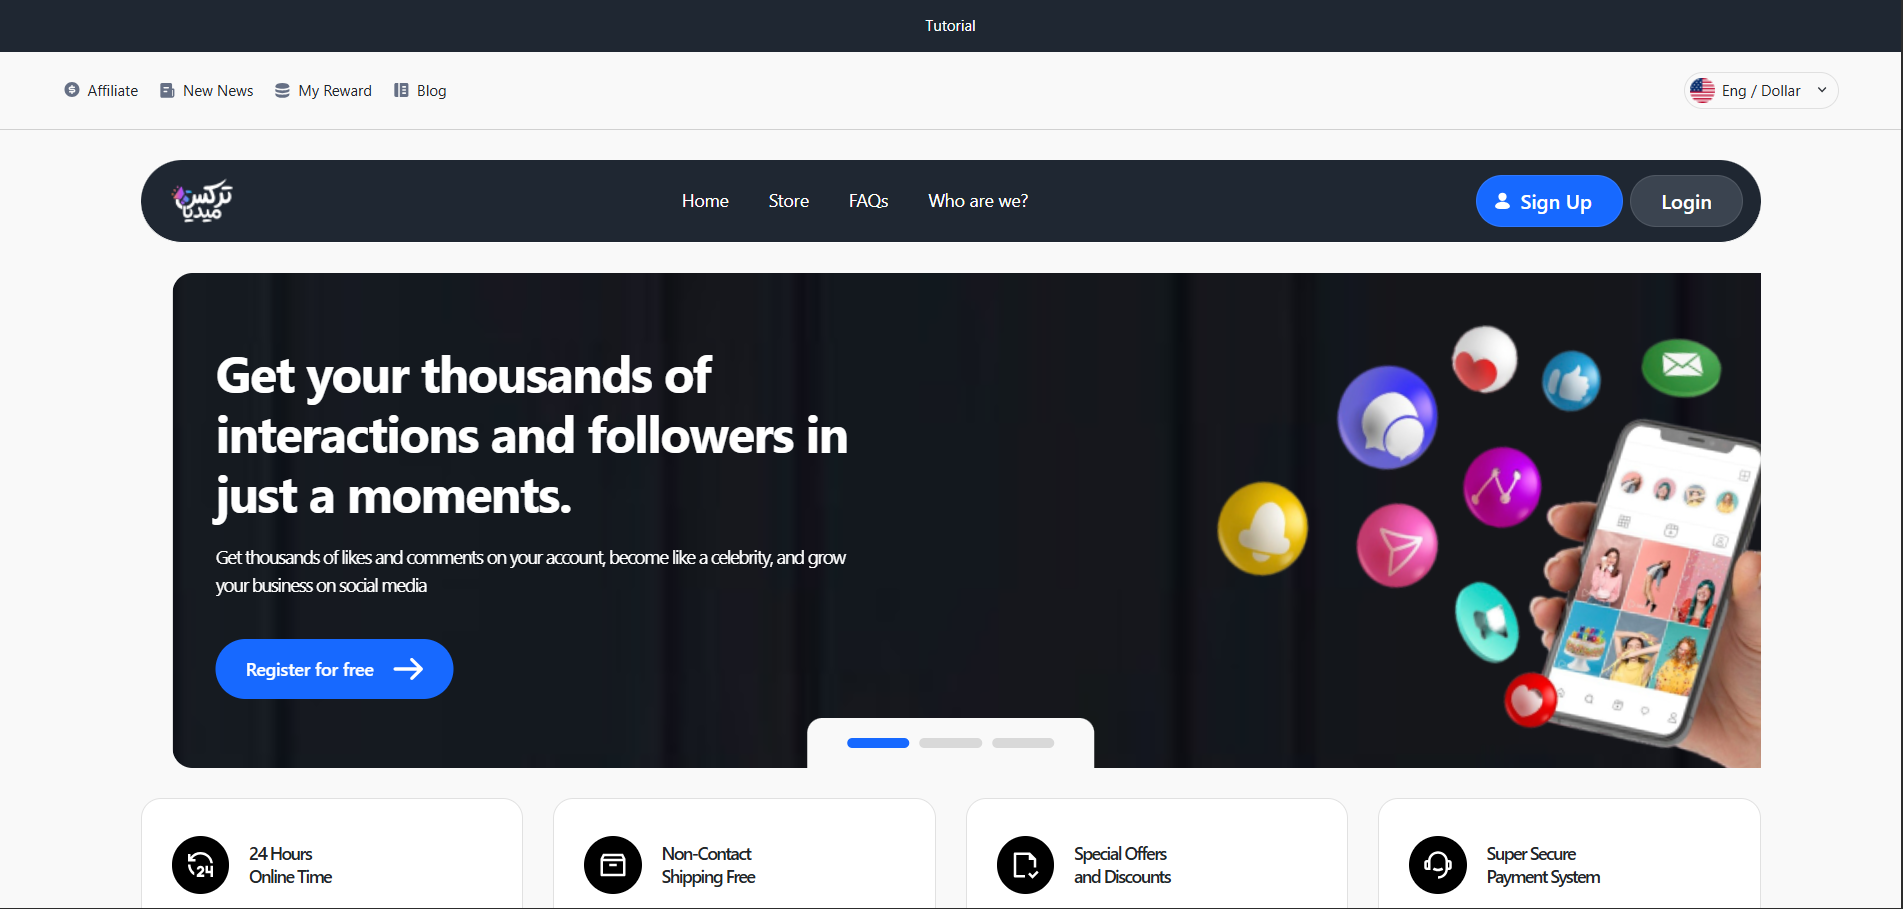 Tutorial
Affiliate
New News
My Reward
Blog
Eng / Dollar
تركس
ميديا
Home
Store
FAQs
Who are we?
Sign Up
Login
Get your thousands of
interactions and followers in
just a moments.
Get thousands of likes and comments on your account, become like a celebrity, and grow
your business on social media
Register for free
24
24 Hours
Online Time
Non-Contact
Shipping Free
Special Offers
and Discounts
Super Secure
Payment System